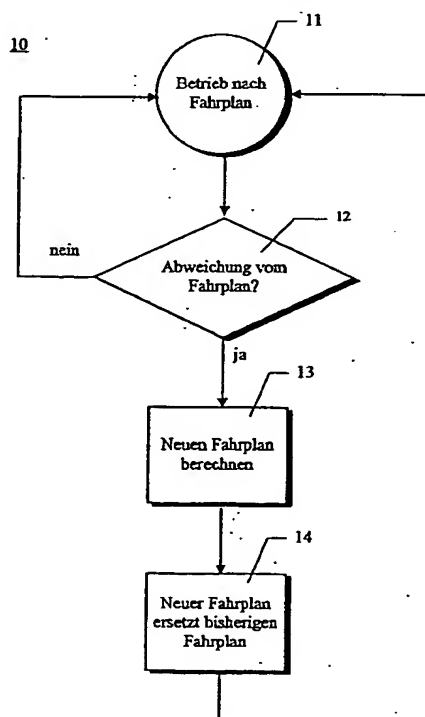 11
10
Betrieb nach
Fahrplan
12
nein
Abweichung vom
Fahrplan?
ja
13
Neuen Fahrplan
berechnen
14
Neuer Fahrplan
ersetzt bisherigen
Fahrplan